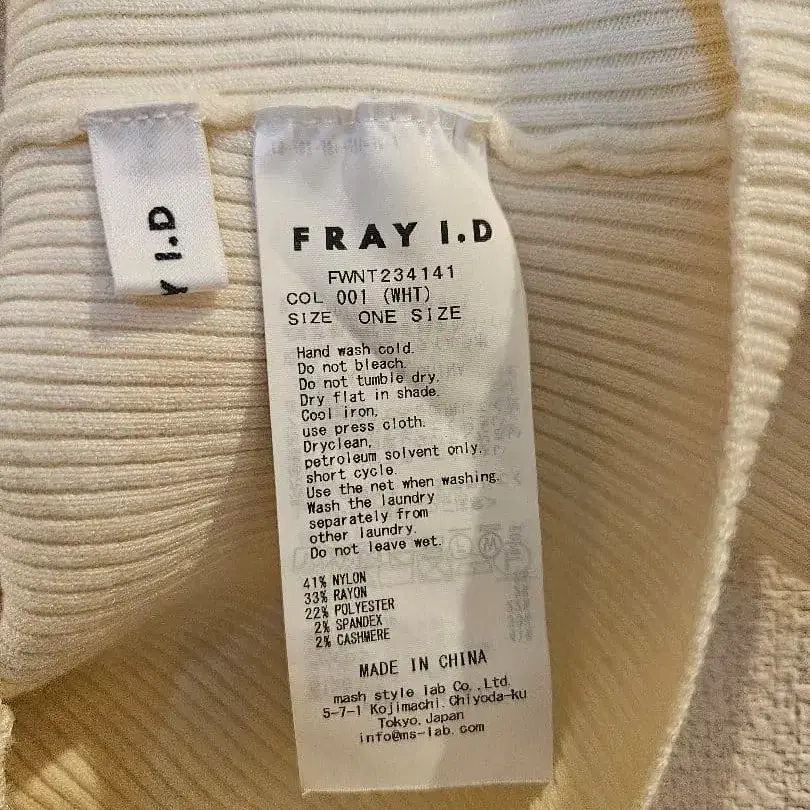 Y I.D
FRAY I.D
FWNT234141
COL 001 (WHT)
SIZE ONE SIZE
Hand wash cold.
Do not bleach.
Do not tumble dry.
Dry flat in shade.
Cool iron,
use press cloth.
Dryclean,
petroleum solvent only.
short cycle.
Use the net when washing.
Wash the laundry
separately from
other laundry.
Do not leave wet.
41% NYLON
33% RAYON
22% POLYESTER
2% SPANDEX
2% CASHMERE
MADE IN CHINA
mash style lab Co.,Ltd.
5-7-1 Kojimachi.Chiyoda-ku
Tokyo.Japan
info@ms-lab.com